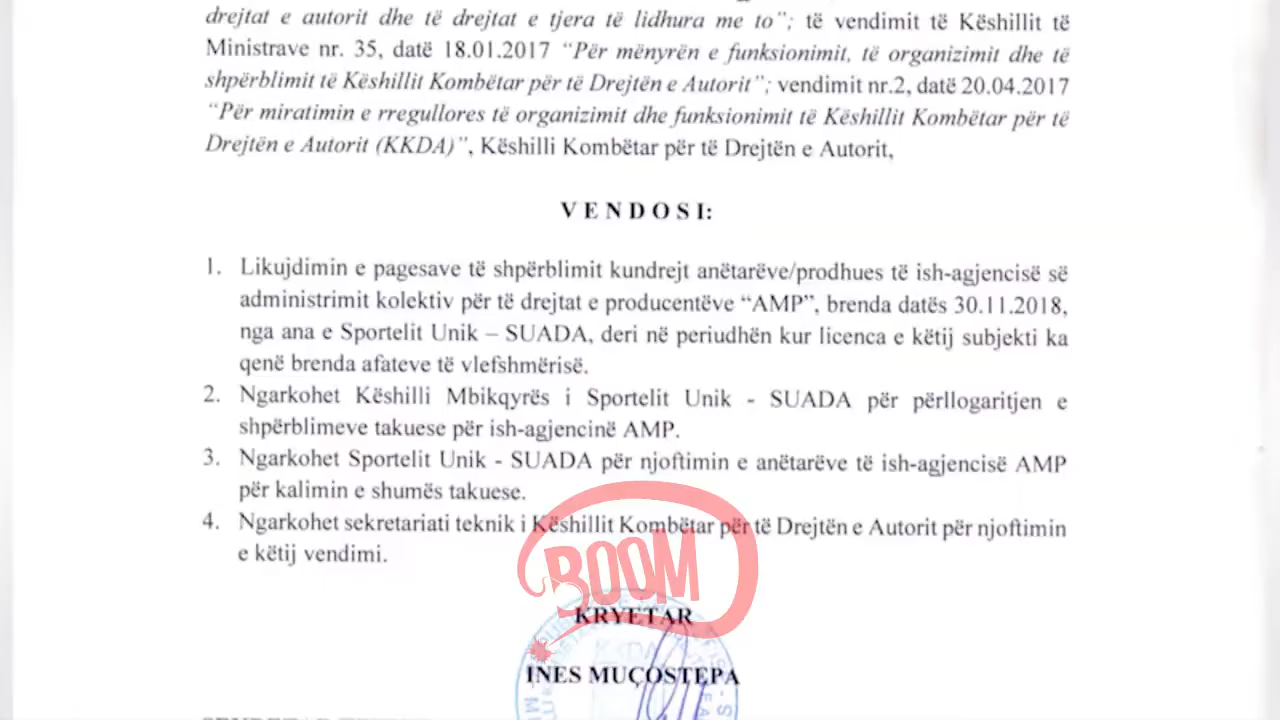 drejtat e autorit dhe të drejtat e tjera të lidhura me to”; të vendimit të Këshillit të
Ministrave nr. 35, datë 18.01.2017 “Për mënyrën e funksionimit, të organizimit dhe të
shpërblimit të Këshillit Kombëtar për të Drejtën e Autorit”; vendimit nr.2, datë 20.04.2017
“Për miratimin e rregullores të organizimit dhe funksionimit të Këshillit Kombëtar për të
Drejtën e Autorit (KKDA)”, Këshilli Kombëtar për të Drejtën e Autorit,
V E N D O S I:
1. Likujdimin e pagesave të shpërblimit kundrejt anëtarëve/prodhues të ish-agjencisë së
administrimit kolektiv për të drejtat e producentëve “AMP”, brenda datës 30.11.2018,
nga ana e Sportelit Unik – SUADA, deri në periudhën kur licenca e këtij subjekti ka
qenë brenda afateve të vlefshmërisë.
2. Ngarkohet Këshilli Mbikqyrës i Sportelit Unik - SUADA për përllogaritjen e
shpërblimeve takuese për ish-agjencinë AMP.
3. Ngarkohet Sportelit Unik - SUADA për njoftimin e anëtarëve të ish-agjencisë AMP
për kalimin e shumës takuese.
4. Ngarkohet sekretariati teknik i Këshillit Kombëtar për të Drejtën e Autorit për njoftimin
e këtij vendimi.
BOOM
KRYETAR
KKDA
INES MUÇOSTEPA